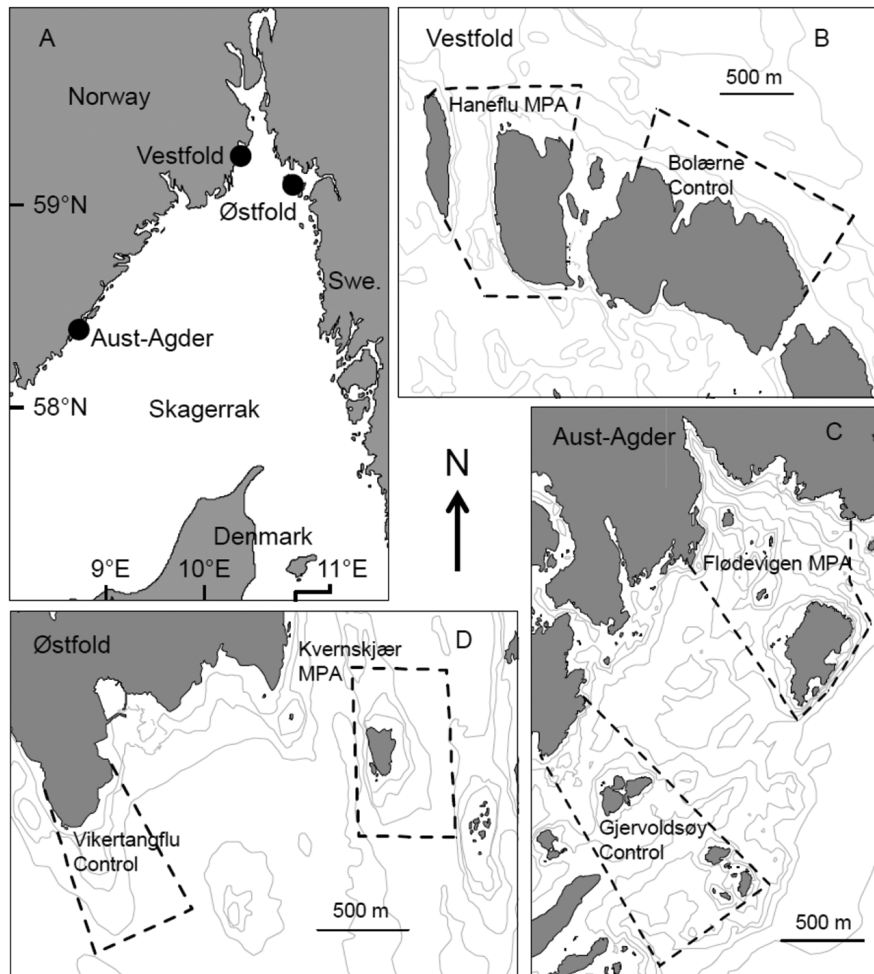 A
Norway
Vestfold
59°N
Østfold
Swe.
Aust-Agder
58°N
Skagerrak
Denmark
9°E
10°E
11°E
Vestfold
B
500 m
Haneflu MPA
Bolærne
Control
N
Aust-Agder
C
Flødevigen MPA
Gjervoldsøy
Control
500 m
Østfold
D
Kvernskjær
MPA
Vikertangflu
Control
500 m